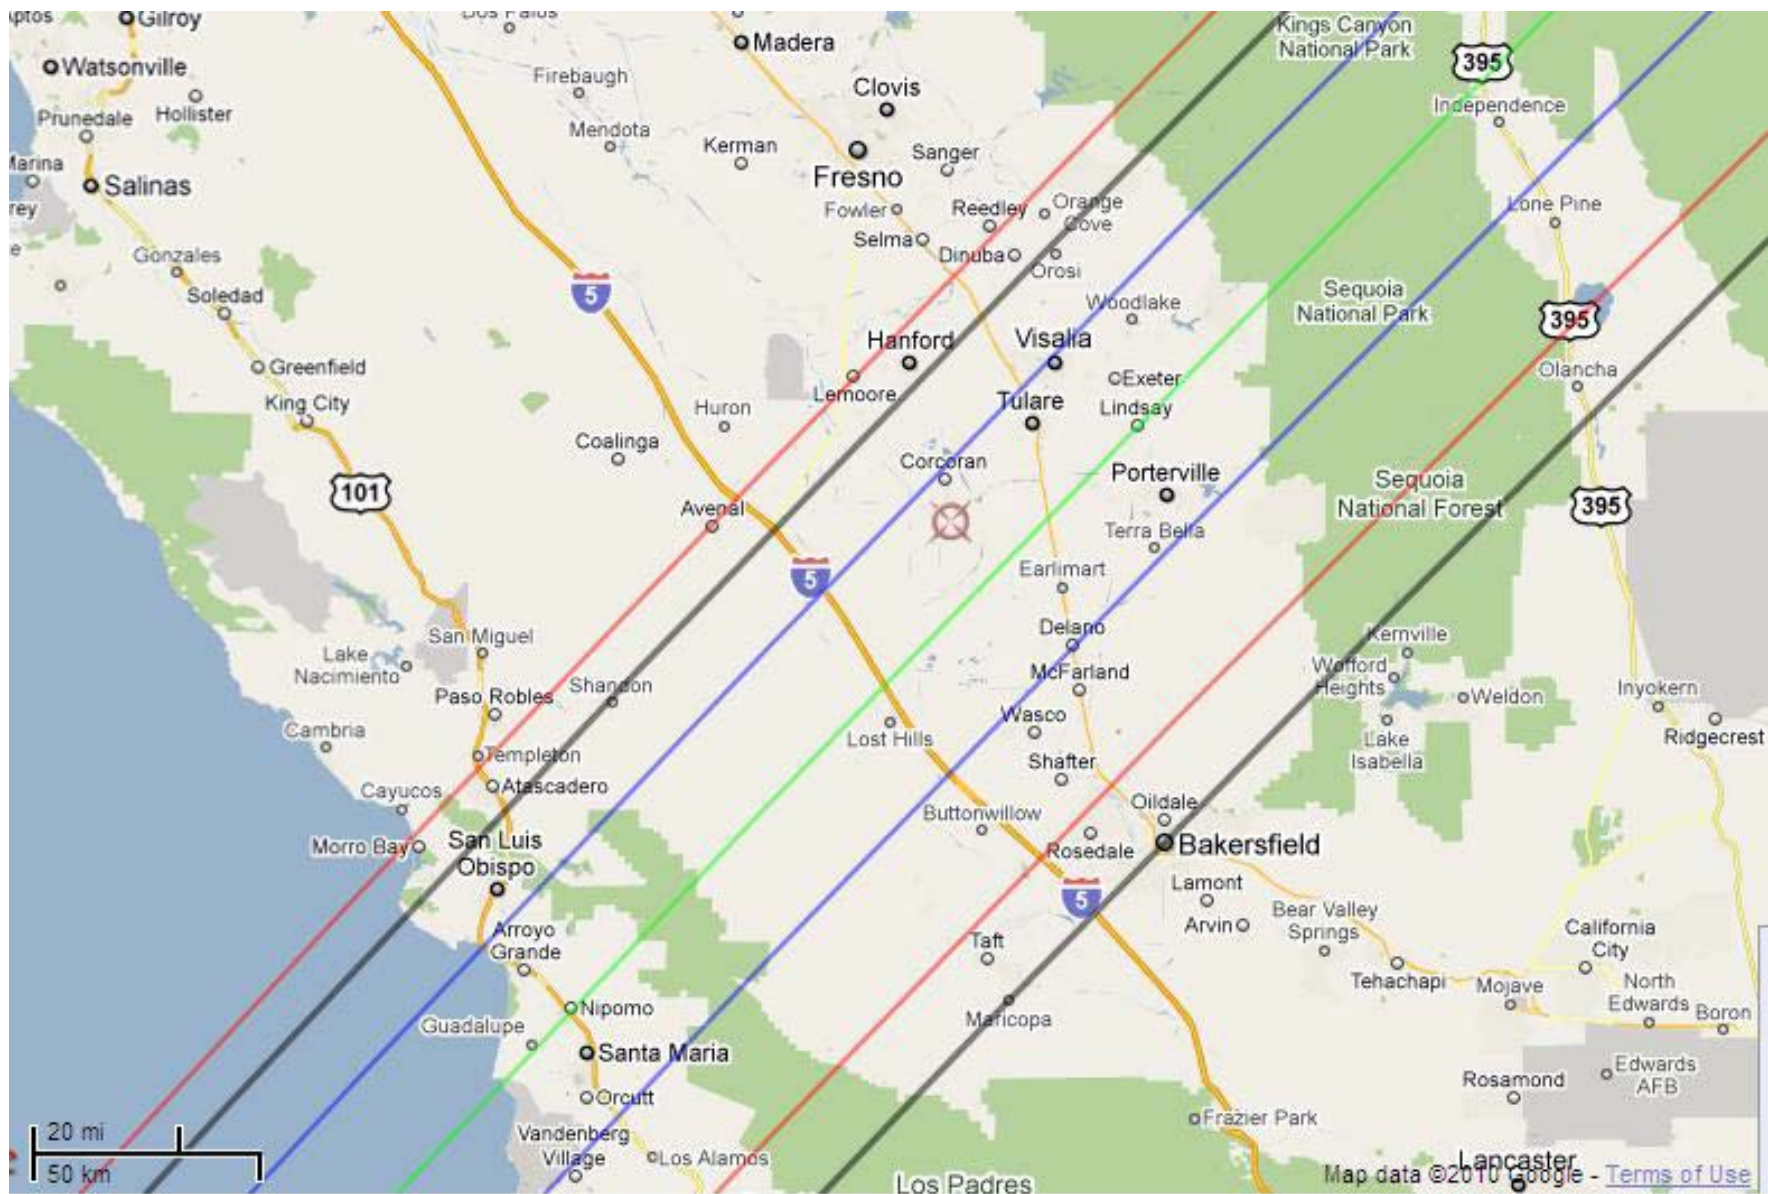 Gilroy
Dos Palos
Madera
Kings Canyon
National Park
Watsonville
Firebaugh
Clovis
395
Hollister
Independence
Prunedale
Mendota
Kerman
Sanger
Marina
Salinas
Fresno
rey
Fowler
Reedley
Orange
Cove
Lone Pine
Selma
Dinuba
Orosi
Gonzales
Soledad
5
Woodlake
Sequoia
National Park
395
Hanford
Visalia
Greenfield
Lemoore
Exeter
Olancha
King City
Huron
Tulare
Lindsay
Coalinga
Corcoran
Porterville
Sequoia
National Forest
101
395
Avenal
Terra Bella
5
Earlimart
San Miguel
Delano
Kernville
Lake
Nacimiento
Shandon
McFarland
Wofford
Heights
Weldon
Inyokern
Paso Robles
Wasco
Cambria
Lost Hills
Lake
Isabella
Ridgecrest
Templeton
Shafter
Atascadero
Cayucos
Buttonwillow
Oildale
Morro Bay
San Luis
Obispo
Rosedale
Bakersfield
5
Lamont
Arvin
Bear Valley
Springs
Arroyo
Grande
Taft
California
City
Tehachapi
Mojave
North
Edwards
Boron
Nipomo
Maricopa
Guadalupe
Santa Maria
Edwards
AFB
Rosamond
Orcutt
Frazier Park
20 mi
50 km
Vandenberg
Village
Los Alamos
Los Padres
Lancaster
Map data ©2010 Google - Terms of Use